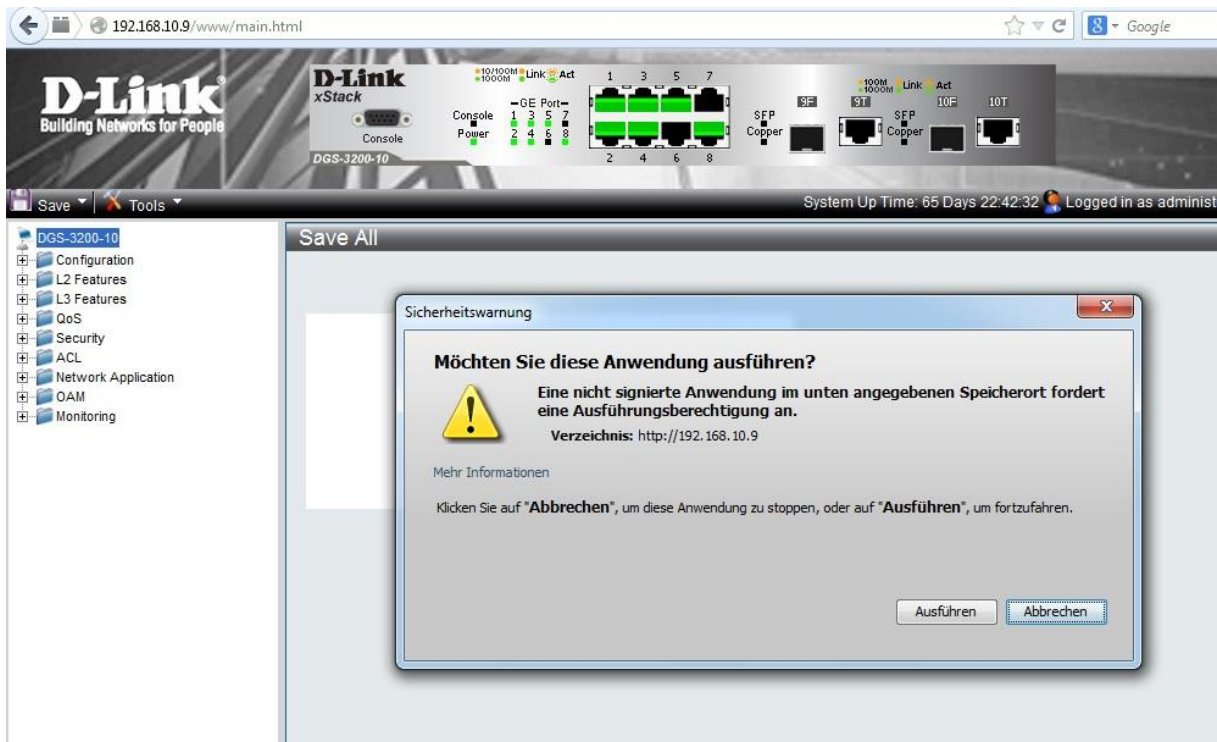 192.168.10.9/www/main.html
Google
D-Link
Building Networks for People
D-Link
xStack
Console
DGS-3200-10
10/100M
1000M
Link
Act
GE Port
Console 1 3 5 7
Power 2 4 6 8
1 3 5 7
2 4 6 8
SFP
Copper
9F
9T
100M
1000M
Link
Act
10F
10T
SFP
Copper
Save
Tools
System Up Time: 65 Days 22:42:32
Logged in as administ
DGS-3200-10
Configuration
L2 Features
L3 Features
QoS
Security
ACL
Network Application
OAM
Monitoring
Save All
Sicherheitswarnung
Möchten Sie diese Anwendung ausführen?
Eine nicht signierte Anwendung im unten angegebenen Speicherort fordert
eine Ausführungsberechtigung an.
Verzeichnis: http://192.168.10.9
Mehr Informationen
Klicken Sie auf "Abbrechen", um diese Anwendung zu stoppen, oder auf "Ausführen", um fortzufahren.
Ausführen
Abbrechen